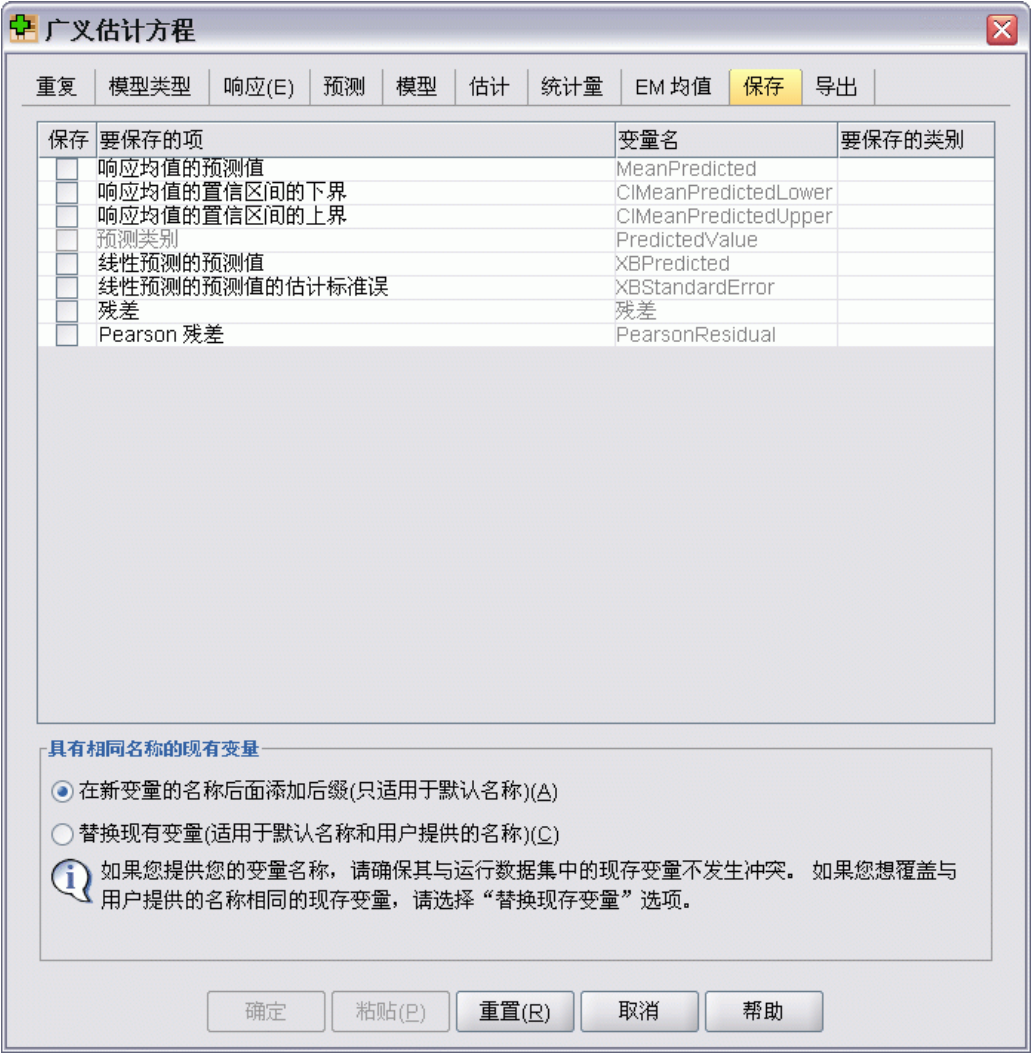 广义估计方程
重复 模型类型 响应(E) 预测 模型 估计 统计量 EM 均值 保存 导出
保存 要保存的项 变量名 要保存的类别
响应均值的预测值 MeanPredicted
响应均值的置信区间的下界 CIMeanPredictedLower
响应均值的置信区间的上界 CIMeanPredictedUpper
预测类别 PredictedValue
线性预测的预测值 XBPredicted
线性预测的预测值的估计标准误 XBStandardError
残差 残差
Pearson 残差 PearsonResidual
具有相同名称的现有变量
在新变量的名称后面添加后缀(只适用于默认名称)(A)
替换现有变量(适用于默认名称和用户提供的名称)(C)
如果您提供您的变量名称，请确保其与运行数据集中的现存变量不发生冲突。 如果您想覆盖与
用户提供的名称相同的现存变量，请选择“替换现存变量”选项。
确定 粘贴(P) 重置(R) 取消 帮助